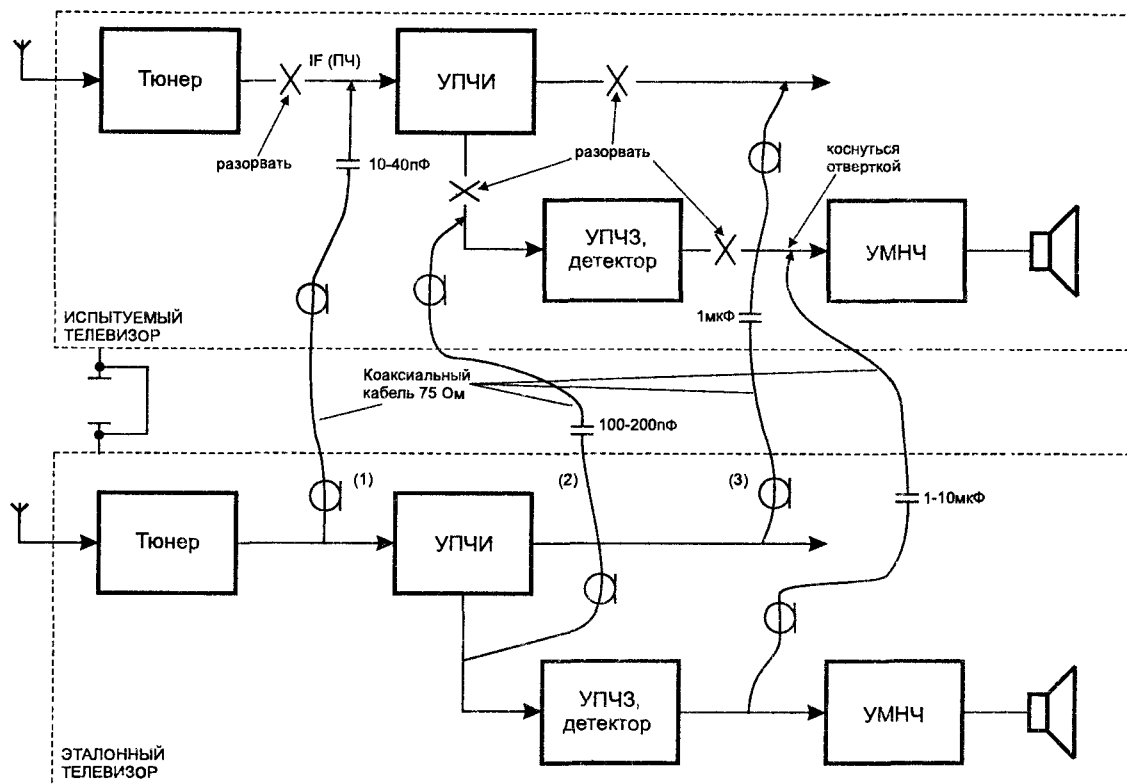 Тюнер
IF (ПЧ)
УПЧИ
разорвать
10-40пФ
разорвать
коснуться
отверткой
УПЧЗ,
детектор
УМНЧ
1мкФ
ИСПЫТУЕМЫЙ
ТЕЛЕВИЗОР
Коаксиальный
кабель 75 Ом
100-200пФ
(1)
(2)
(3)
1-10мкФ
Тюнер
УПЧИ
УПЧЗ,
детектор
УМНЧ
ЭТАЛОННЫЙ
ТЕЛЕВИЗОР